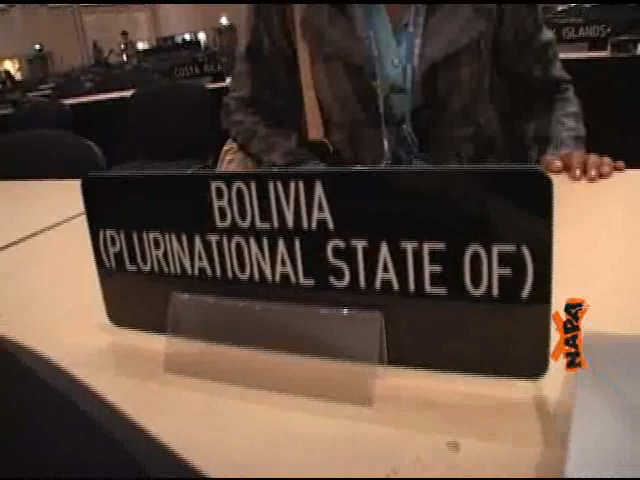 K ISLANDS
COSTA RICA
BOLIVIA
(PLURINATIONAL STATE OF)
NAPA